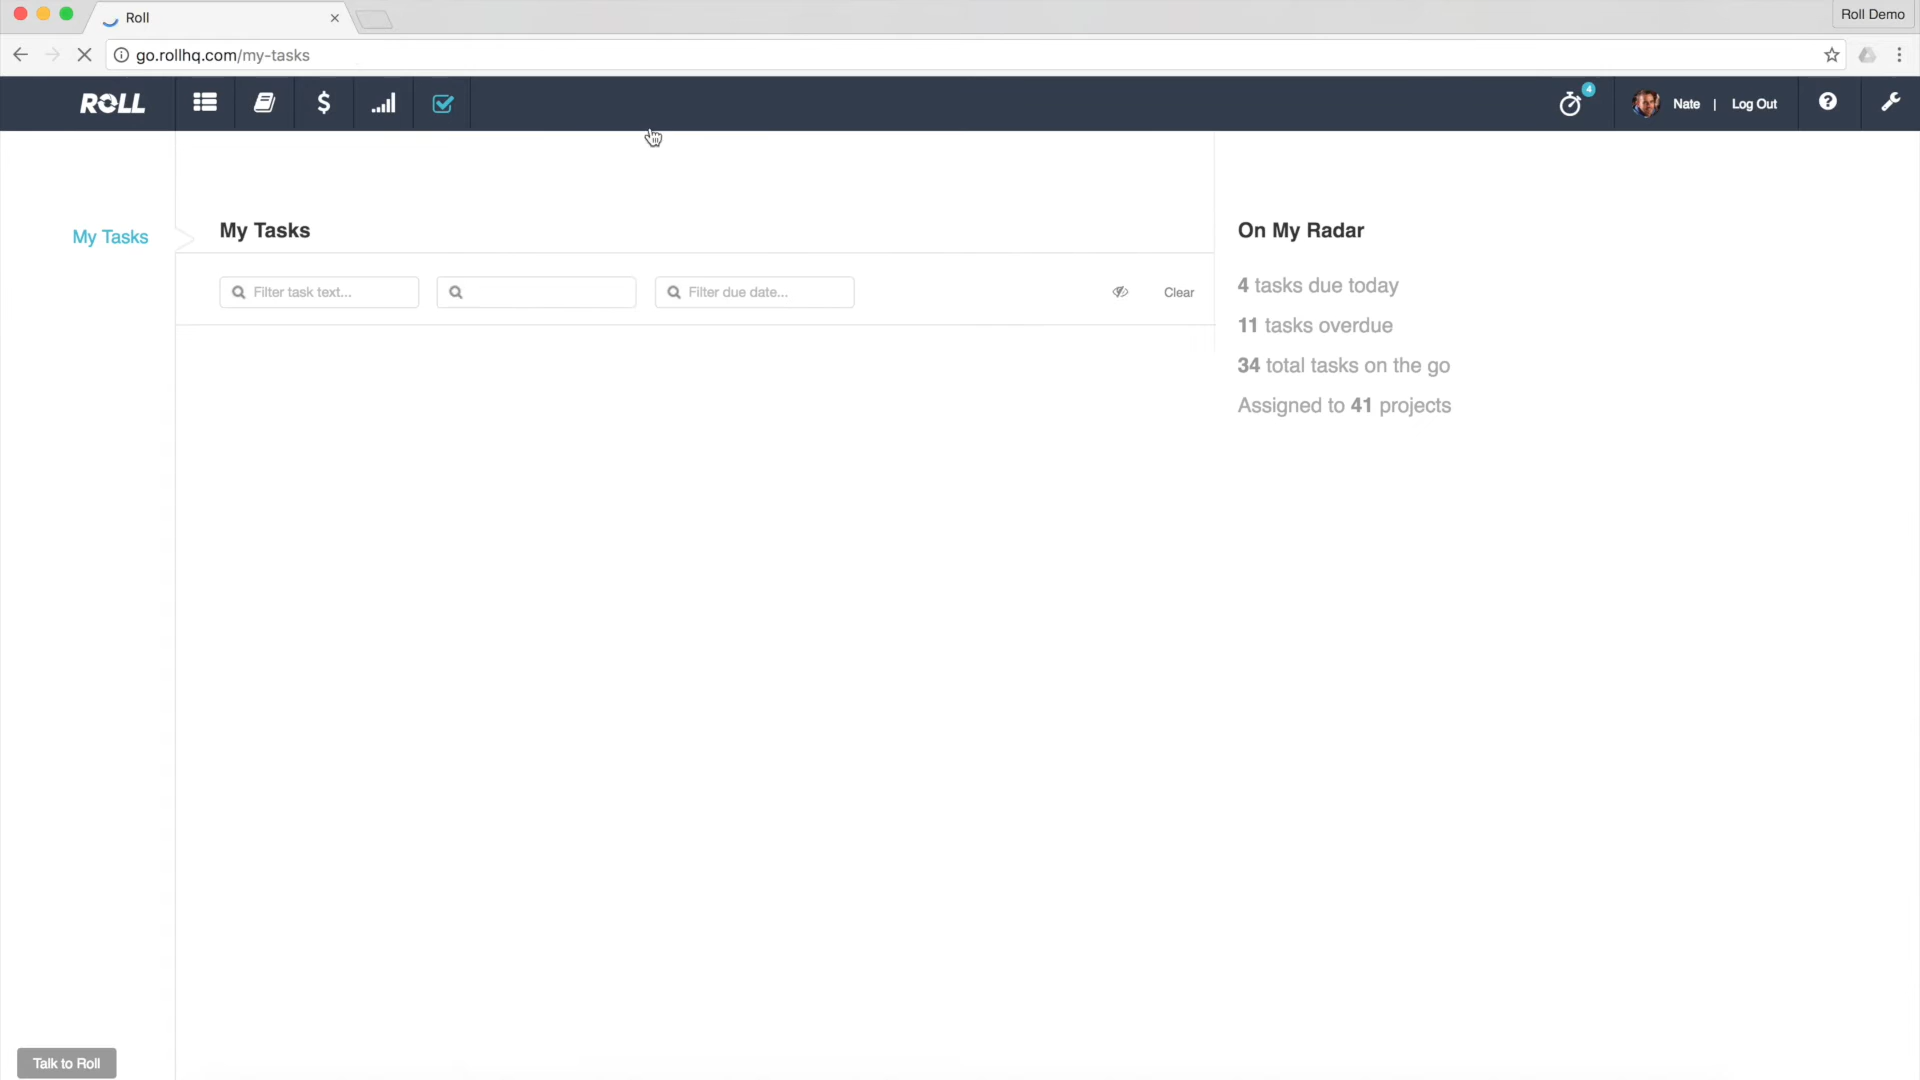 Roll
Roll Demo
go.rollhq.com/my-tasks
ROLL
4
Nate | Log Out
My Tasks
My Tasks
Filter task text...
Filter due date...
Clear
On My Radar
4 tasks due today
11 tasks overdue
34 total tasks on the go
Assigned to 41 projects
Talk to Roll